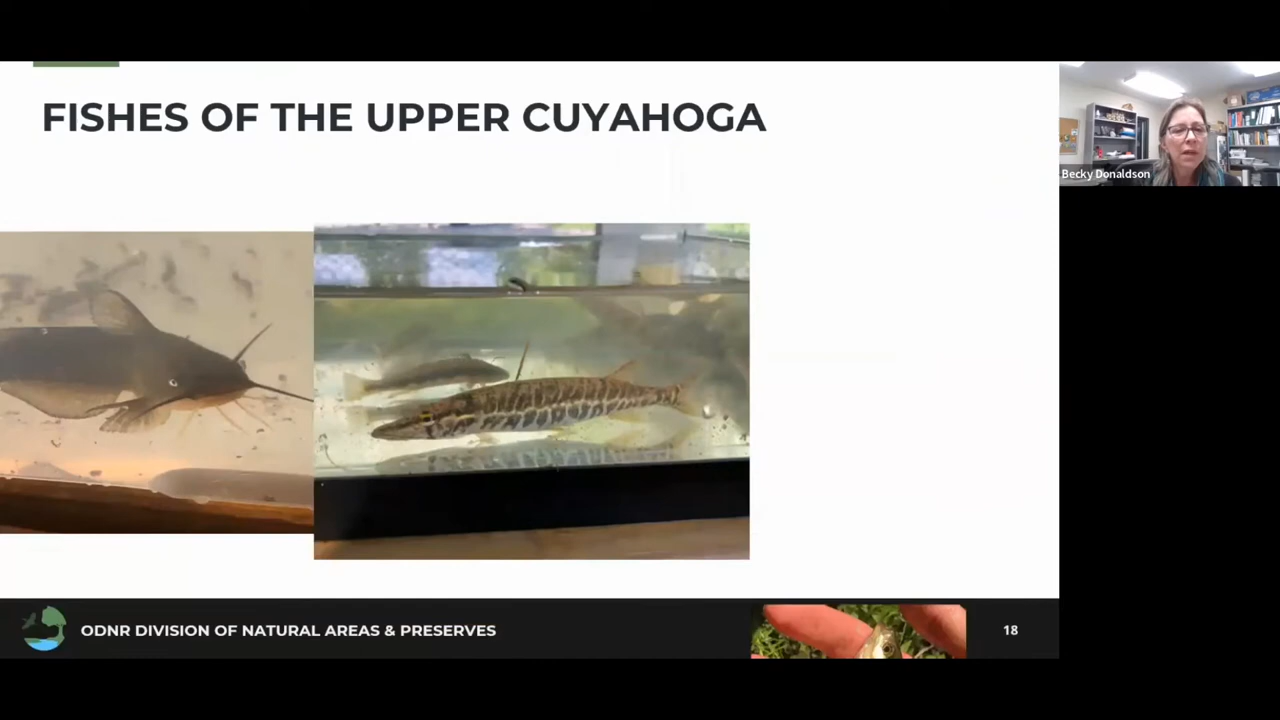 FISHES OF THE UPPER CUYAHOGA
Becky Donaldson
ODNR DIVISION OF NATURAL AREAS & PRESERVES
18